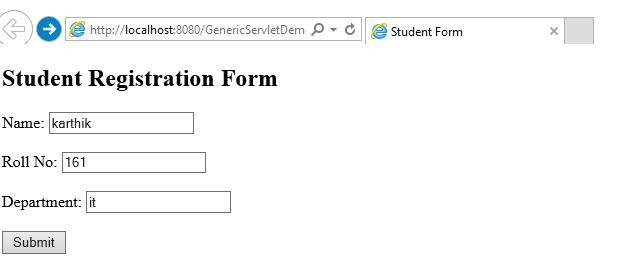 http://localhost:8080/GenericServletDem
Student Form
Student Registration Form
Name: karthik
Roll No: 161
Department: it
Submit